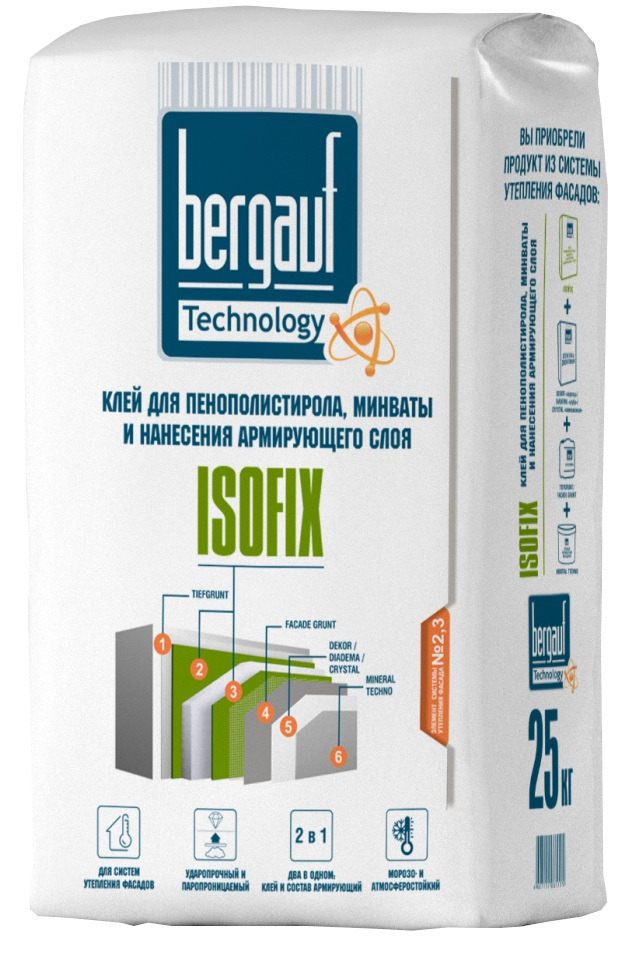 bergauf
Technology
КЛЕЙ ДЛЯ ПЕНОПОЛИСТИРОЛА, МИНВАТЫ
И НАНЕСЕНИЯ АРМИРУЮЩЕГО СЛОЯ
ISOFIX
TIEFGRUNT
FACADE GRUNT
DEKOR /
DIADEMA /
CRYSTAL
MINERAL
TECHNO
1
2
3
4
5
6
ЭЛЕМЕНТ СИСТЕМЫ
УТЕПЛЕНИЯ ФАСАДА
№2,3
ДЛЯ СИСТЕМ
УТЕПЛЕНИЯ ФАСАДОВ
УДАРОПРОЧНЫЙ И
ПАРОПРОНИЦАЕМЫЙ
2 в 1
ДВА В ОДНОМ:
КЛЕЙ И СОСТАВ АРМИРУЮЩИЙ
МОРОЗО- И
АТМОСФЕРОСТОЙКИЙ
ВЫ ПРИОБРЕЛИ
ПРОДУКТ ИЗ СИСТЕМЫ
УТЕПЛЕНИЯ ФАСАДОВ:
ISOFIX
КЛЕЙ ДЛЯ ПЕНОПОЛИСТИРОЛА, МИНВАТЫ
И НАНЕСЕНИЯ АРМИРУЮЩЕГО СЛОЯ
+
+
+
bergauf
Technology
25 кг